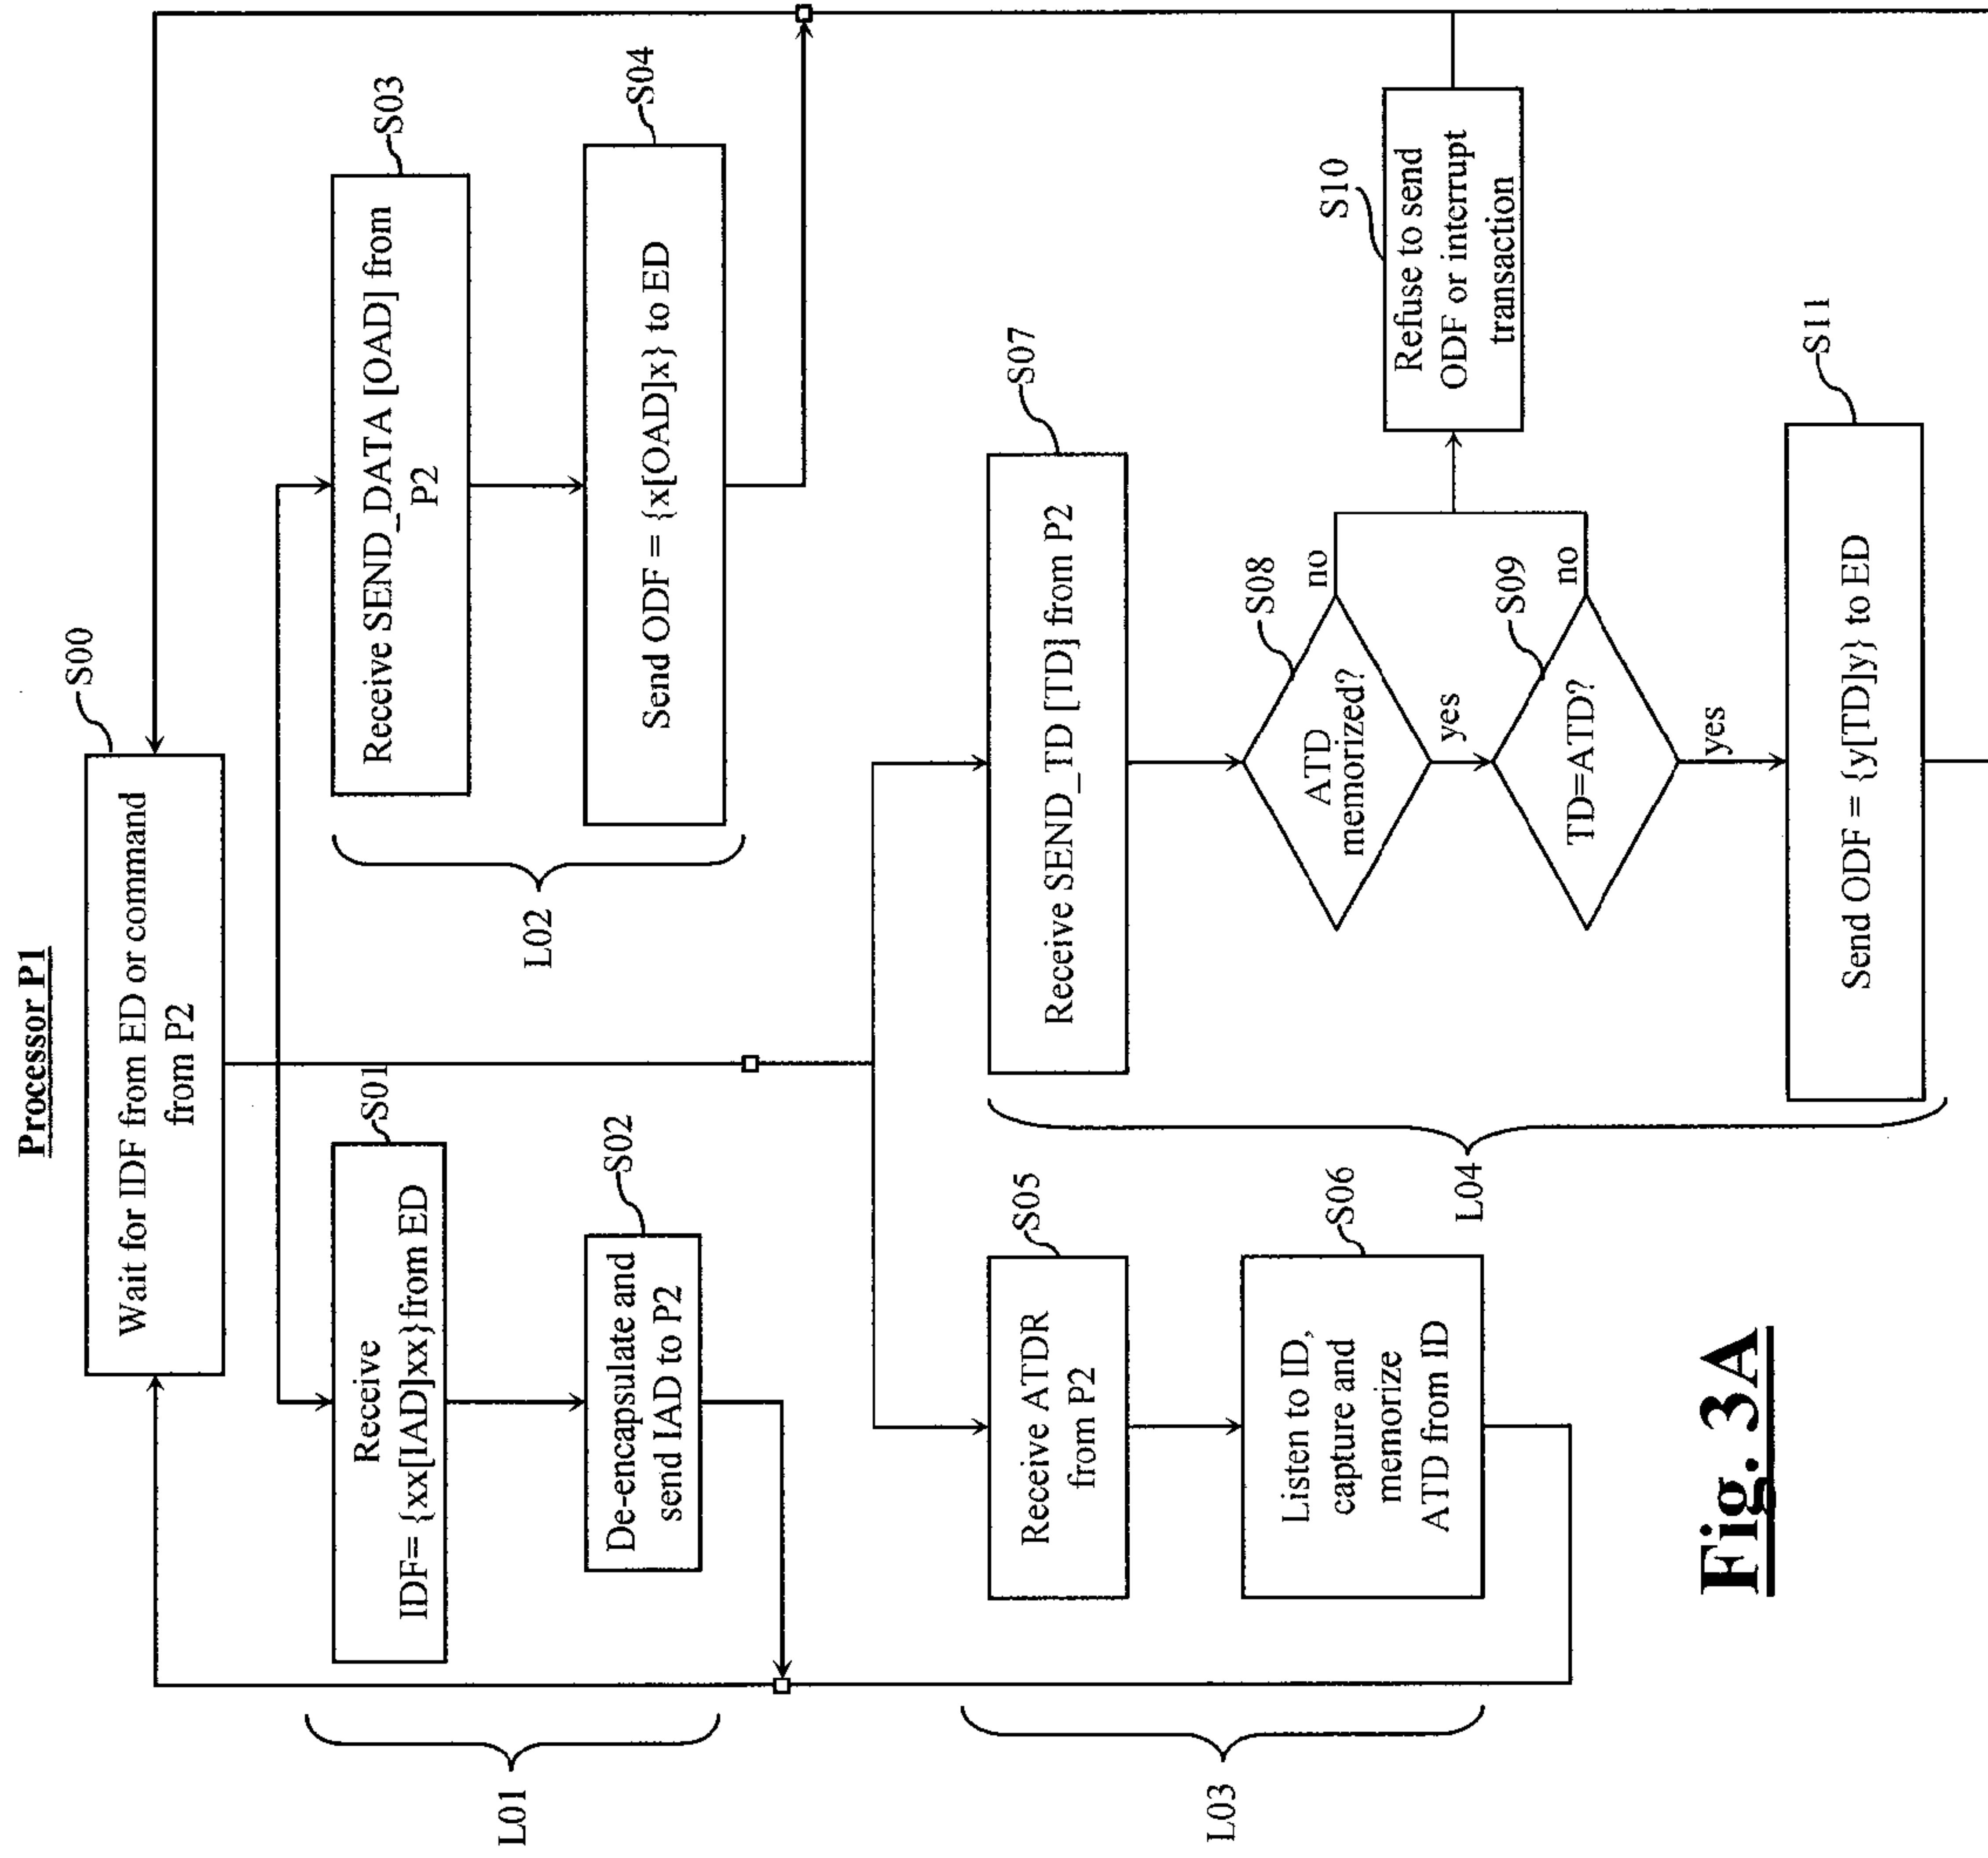 Processor P1
S00
Wait for IDF from ED or command
from P2
S01
Receive
IDF= {xx[IAD]xx}from ED
S02
De-encapsulate and
send IAD to P2
L01
S03
Receive SEND_DATA [OAD] from
P2
S04
Send ODF = {x[OAD]x} to ED
L02
S05
Receive ATDR
from P2
S06
Listen to ID,
capture and
memorize
ATD from ID
L03
S07
Receive SEND_TD [TD] from P2
S08
ATD
memorized?
no
yes
S09
TD=ATD?
no
yes
S10
Refuse to send
ODF or interrupt
transaction
S11
Send ODF = {y[TD]y} to ED
L04
Fig. 3A